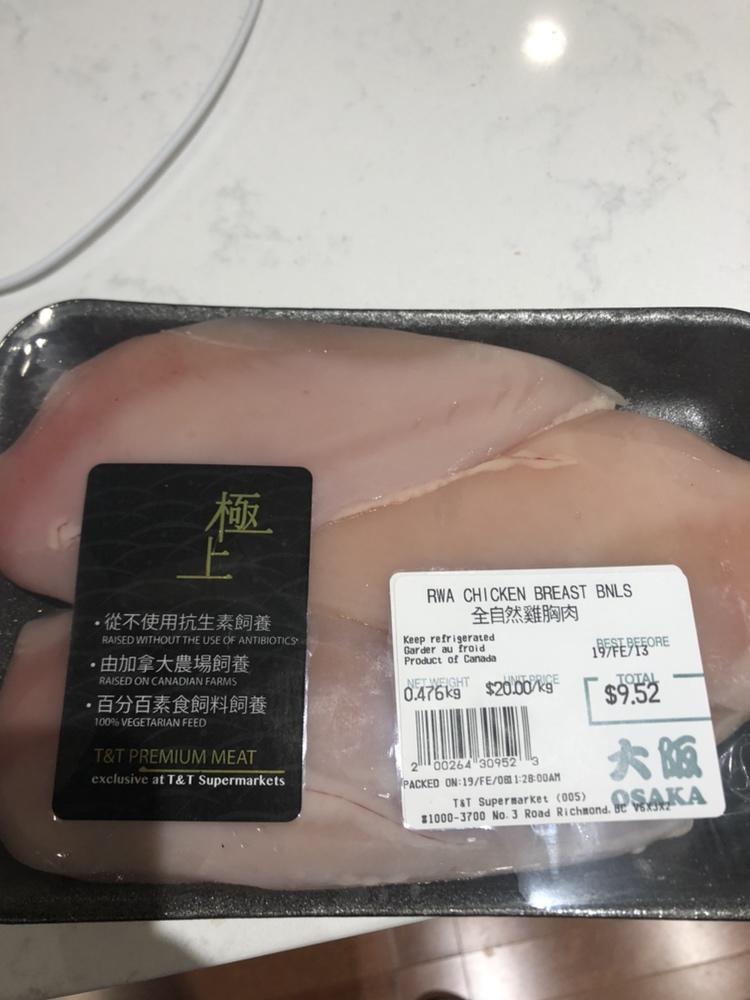 極
上
• 從不使用抗生素飼養
RAISED WITHOUT THE USE OF ANTIBIOTICS*
• 由加拿大農場飼養
RAISED ON CANADIAN FARMS
• 百分百素食飼料飼養
100% VEGETARIAN FEED
T&T PREMIUM MEAT
exclusive at T&T Supermarkets
RWA CHICKEN BREAST BNLS
全自然雞胸肉
Keep refrigerated
Garder au froid
Product of Canada
BEST BEFORE
19/FE/13
NET WEIGHT UNIT PRICE TOTAL
0.476kg $20.00/kg $9.52
2 00264 30952 3
PACKED ON:19/FE/08 11:28:00AM
T&T Supermarket (005)
#1000-3700 No.3 Road Richmond, BC V6X3X2
大阪
OSAKA